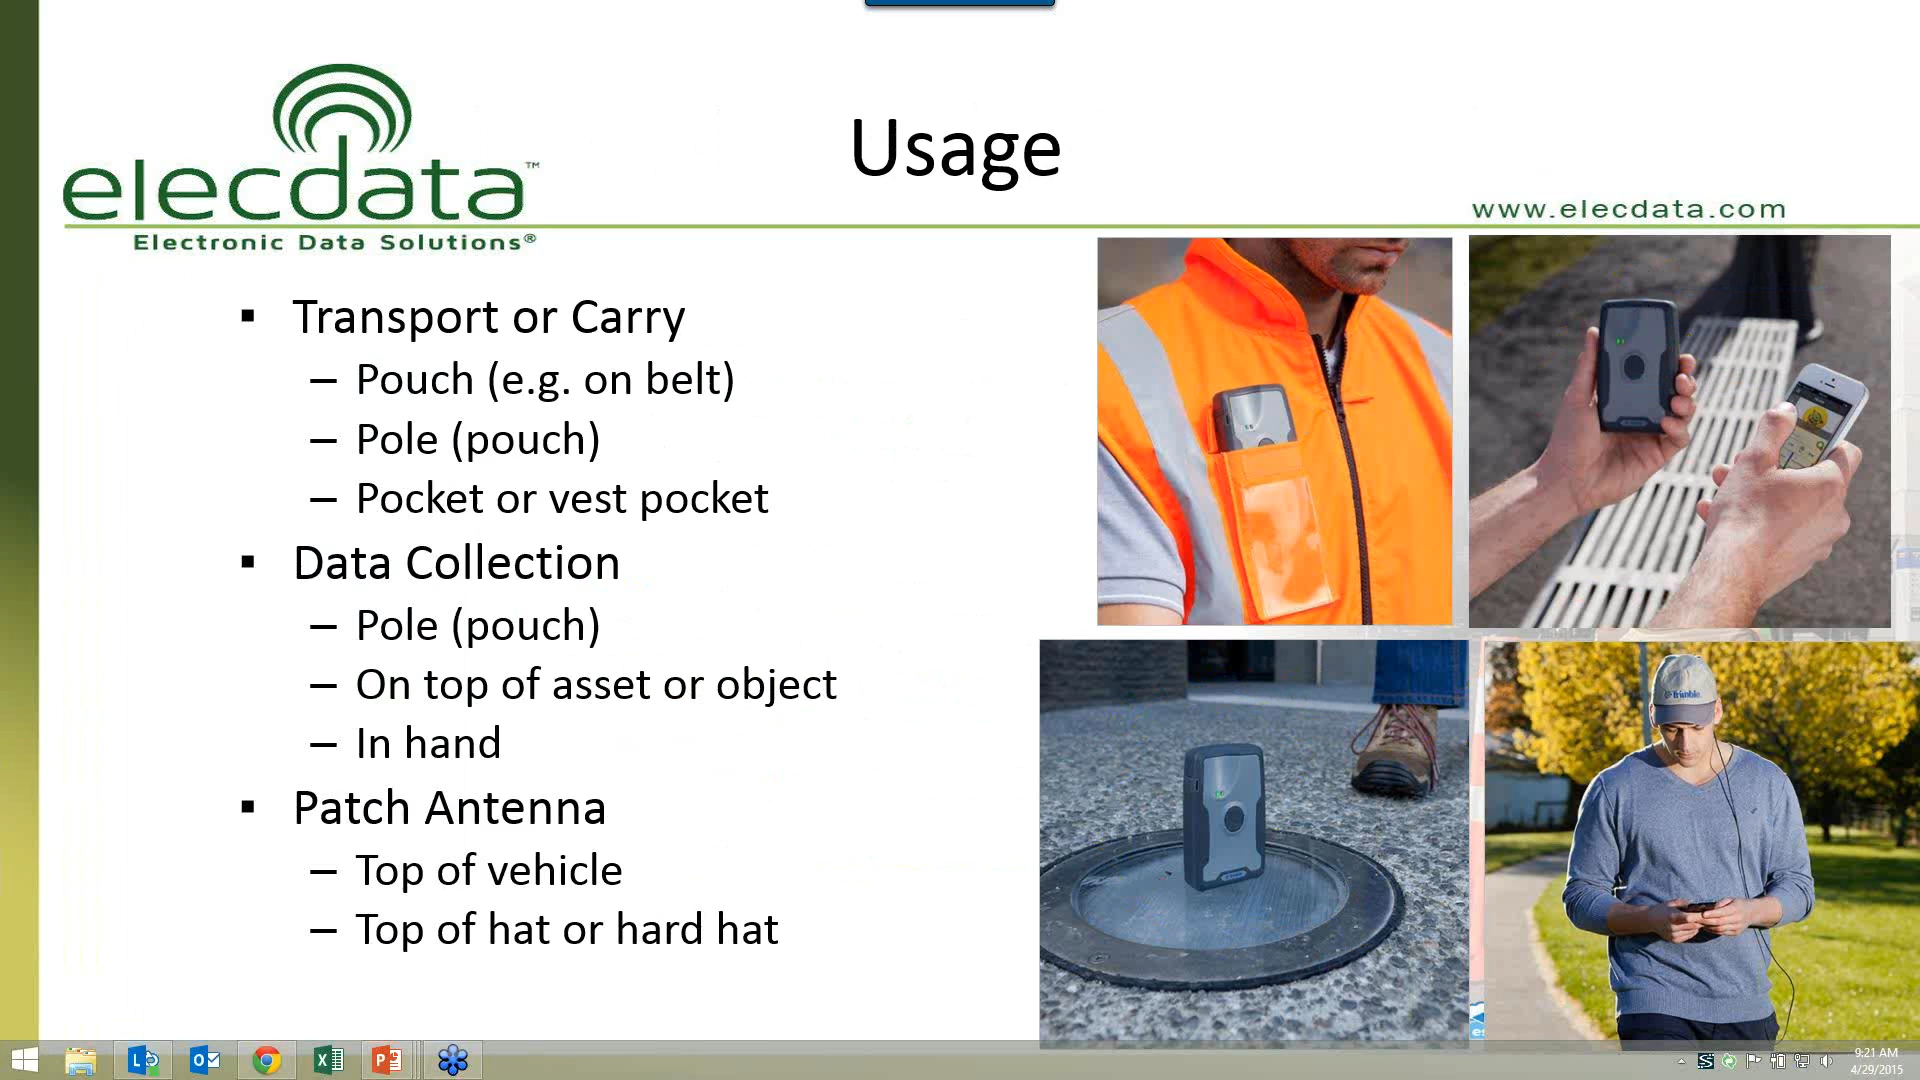 elecdata™
Electronic Data Solutions®
Usage
www.elecdata.com
▪ Transport or Carry
– Pouch (e.g. on belt)
– Pole (pouch)
– Pocket or vest pocket
▪ Data Collection
– Pole (pouch)
– On top of asset or object
– In hand
▪ Patch Antenna
– Top of vehicle
– Top of hat or hard hat
Trimble
es
9:21 AM
4/29/2015